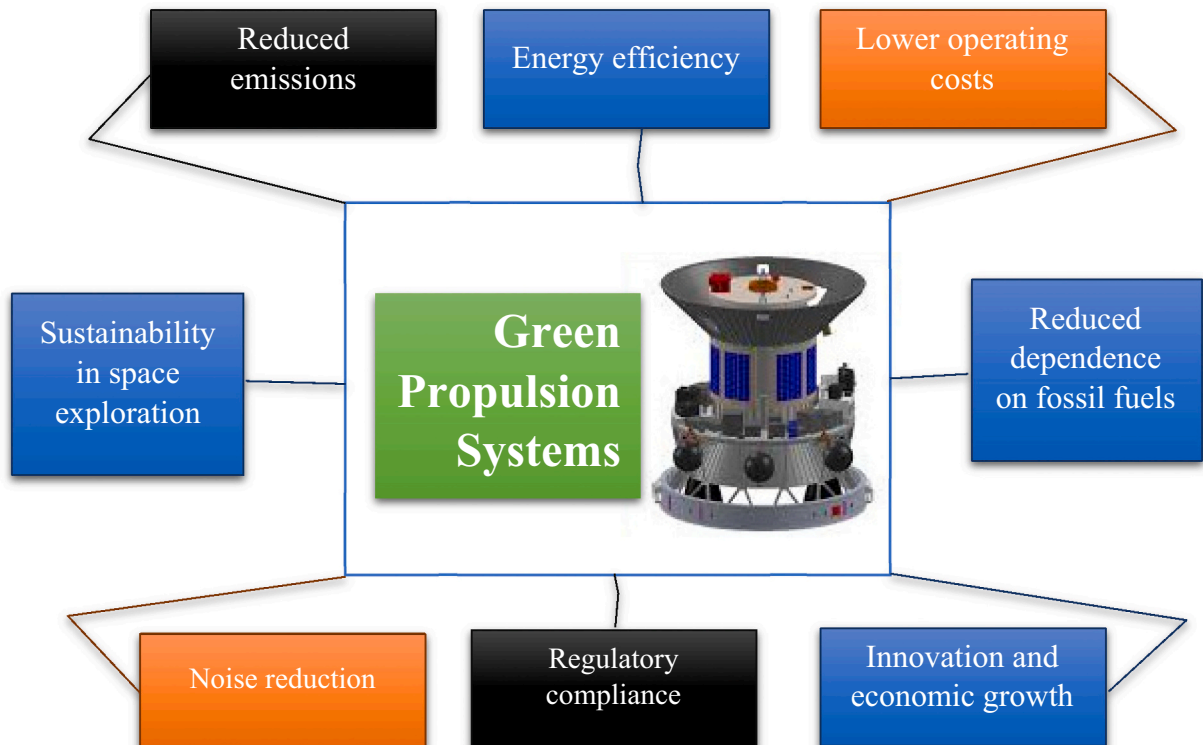 Reduced
emissions
Energy efficiency
Lower operating
costs
Sustainability
in space
exploration
Green
Propulsion
Systems
Reduced
dependence
on fossil fuels
Noise reduction
Regulatory
compliance
Innovation and
economic growth